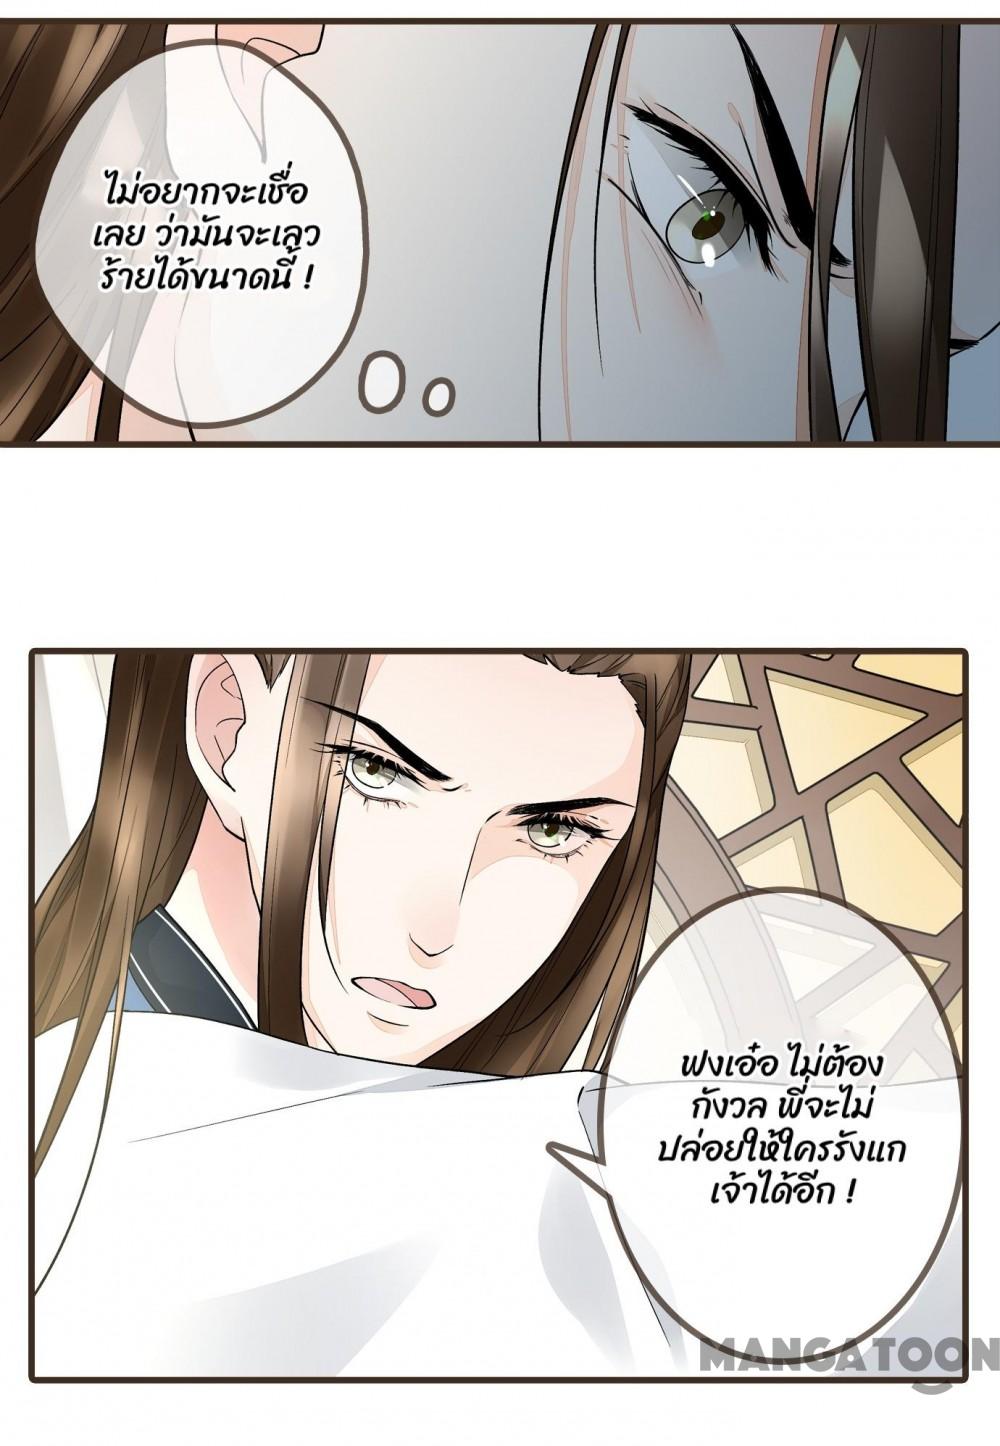 ไม่อยากจะเชื่อ
เลย ว่ามันจะเลว
ร้ายได้ขนาดนี้ !
ฟงเอ๋อ ไม่ต้อง
กังวล พี่จะไม่
ปล่อยให้ใครรังแก
เจ้าได้อีก !
MANGATOON